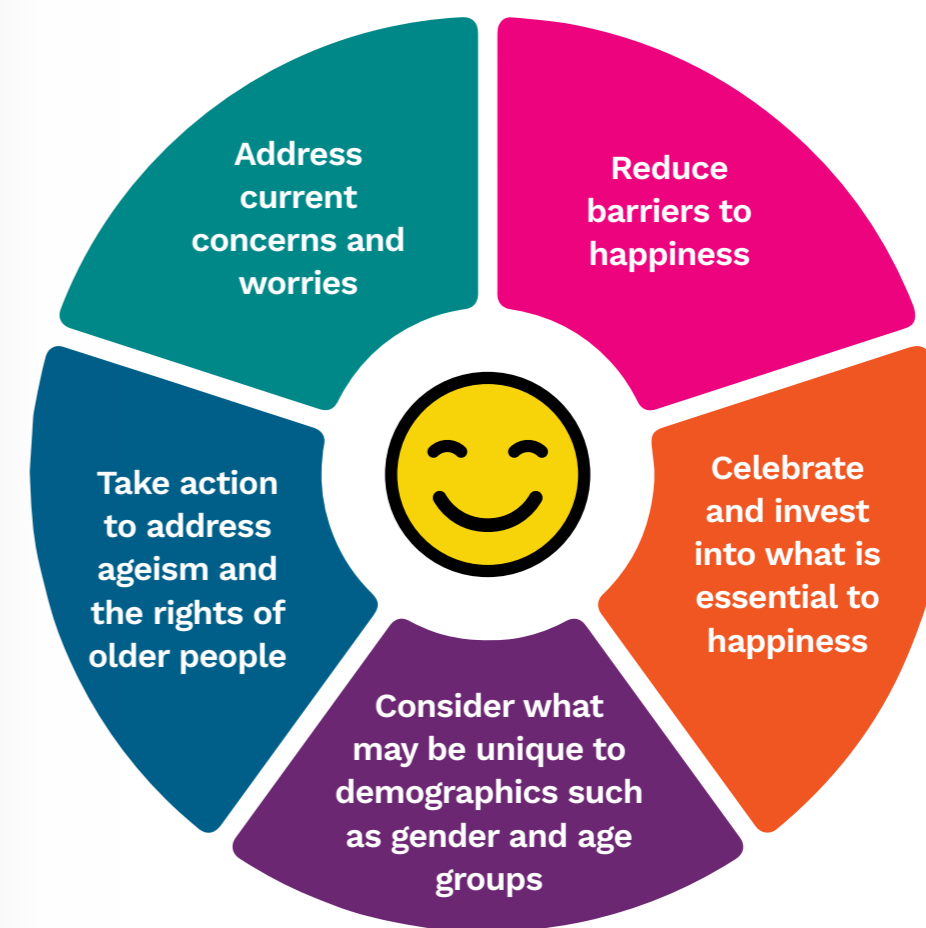 Address
current
concerns and
worries
Reduce
barriers to
happiness
Celebrate
and invest
into what is
essential to
happiness
Consider what
may be unique to
demographics such
as gender and age
groups
Take action
to address
ageism and
the rights of
older people